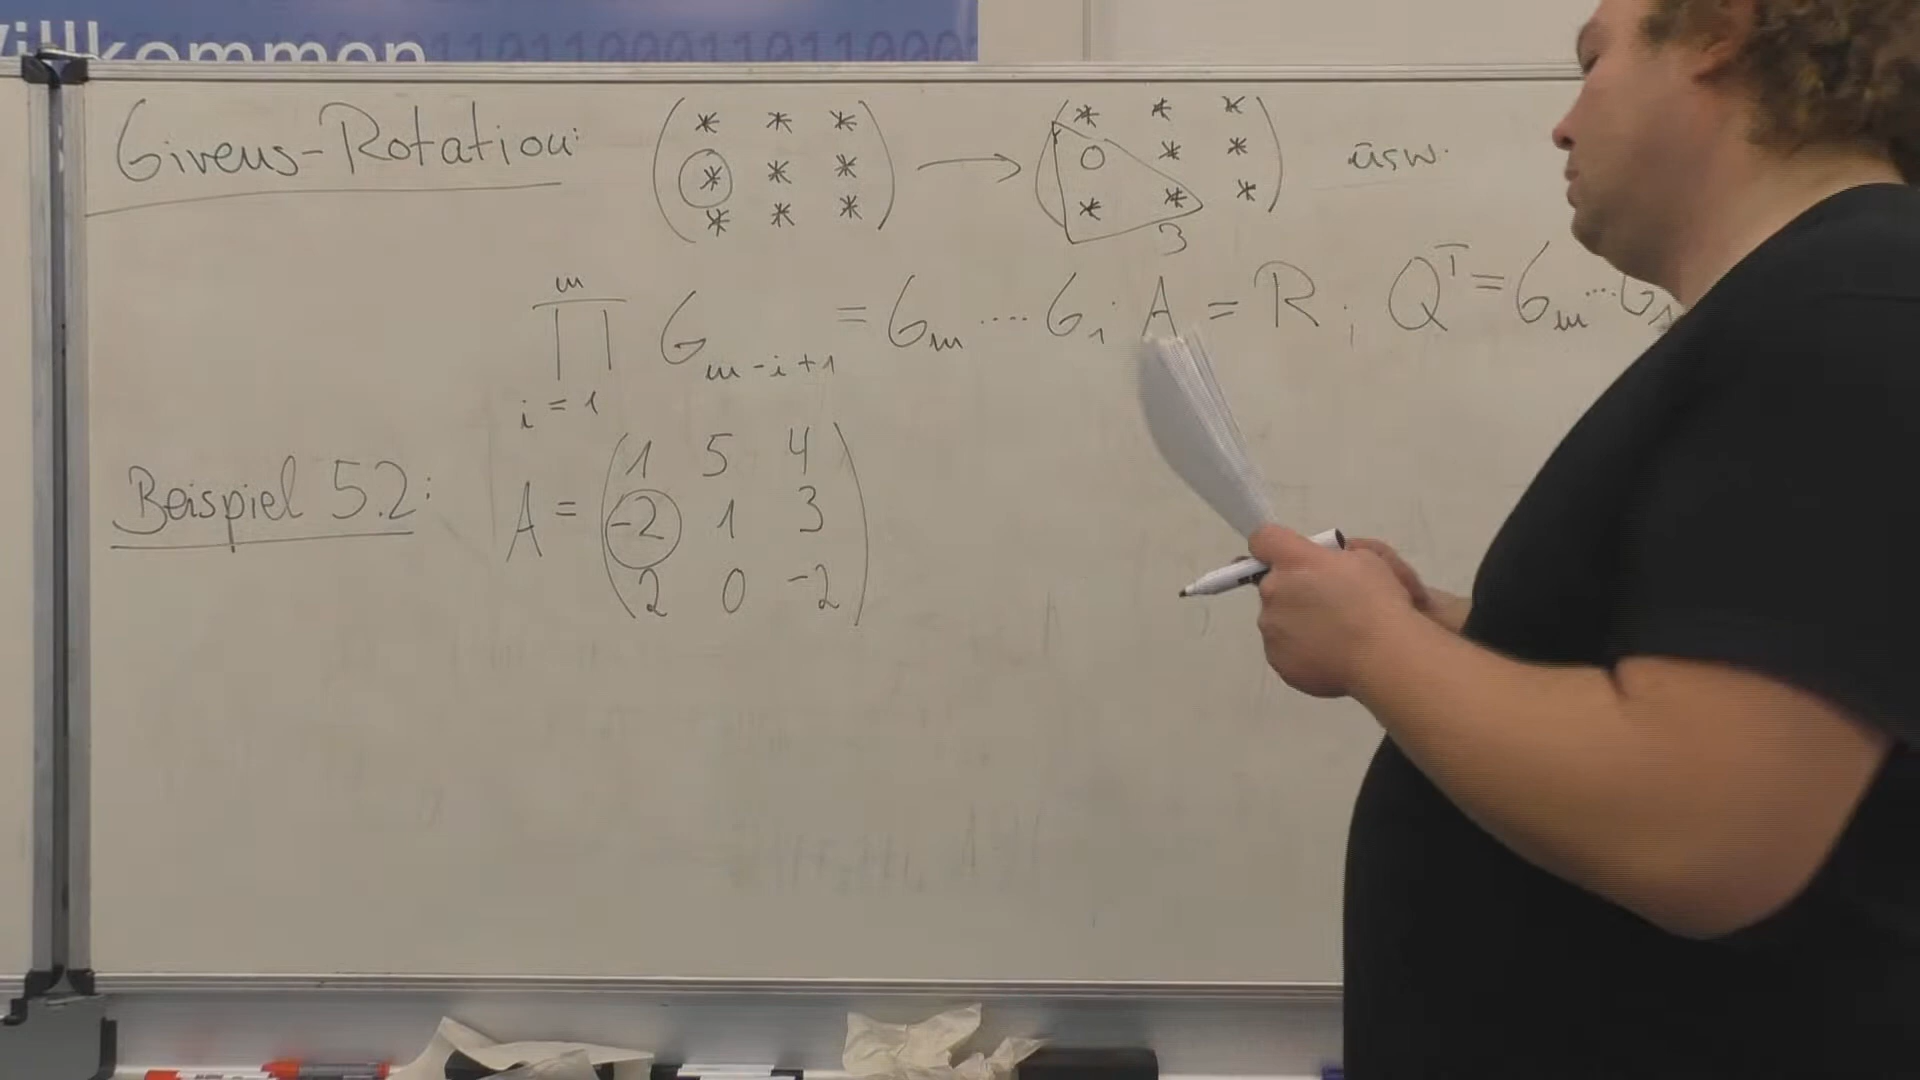 Willkommen 1011011000110110001
Givens-Rotation: ( * * * ; * * * ; * * * ) → ( * * * ; 0 * * ; * * * ) usw.
3
m
∏ G_{m-i+1} = G_m .... G_1 · A = R ; Q^T = G_m ... G_1
i = 1
Beispiel 5.2: A =
1 5 4
-2 1 3
2 0 -2